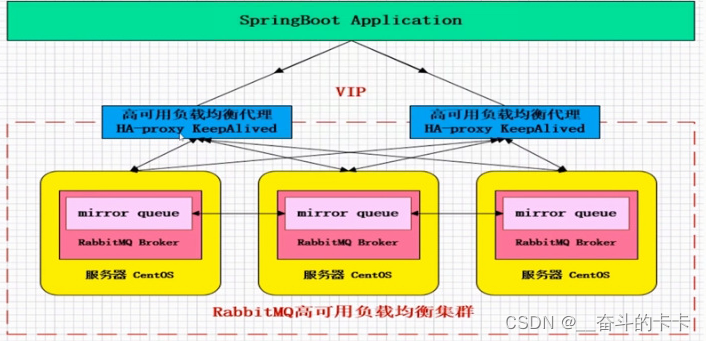 SpringBoot Application
VIP
高可用负载均衡代理
HA-proxy KeepAlived
高可用负载均衡代理
HA-proxy KeepAlived
mirror queue
RabbitMQ Broker
服务器 CentOS
mirror queue
RabbitMQ Broker
服务器 CentOS
mirror queue
RabbitMQ Broker
服务器 CentOS
RabbitMQ高可用负载均衡集群
CSDN @__奋斗的卡卡